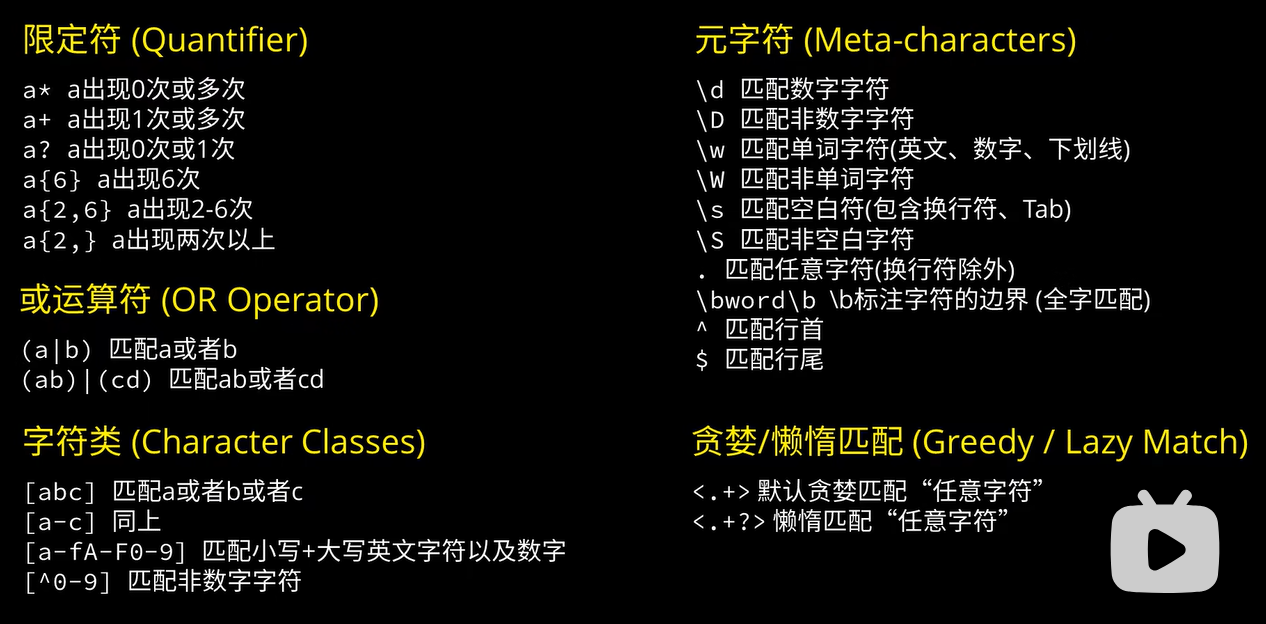 限定符 (Quantifier)
a* a出现0次或多次
a+ a出现1次或多次
a? a出现0次或1次
a{6} a出现6次
a{2,6} a出现2-6次
a{2,} a出现两次以上
或运算符 (OR Operator)
(a|b) 匹配a或者b
(ab)|(cd) 匹配ab或者cd
字符类 (Character Classes)
[abc] 匹配a或者b或者c
[a-c] 同上
[a-fA-F0-9] 匹配小写+大写英文字符以及数字
[^0-9] 匹配非数字字符
元字符 (Meta-characters)
\d 匹配数字字符
\D 匹配非数字字符
\w 匹配单词字符(英文、数字、下划线)
\W 匹配非单词字符
\s 匹配空白符(包含换行符、Tab)
\S 匹配非空白字符
. 匹配任意字符(换行符除外)
\bword\b \b标注字符的边界 (全字匹配)
^ 匹配行首
$ 匹配行尾
贪婪/懒惰匹配 (Greedy / Lazy Match)
<.+> 默认贪婪匹配“任意字符”
<.+?> 懒惰匹配“任意字符”